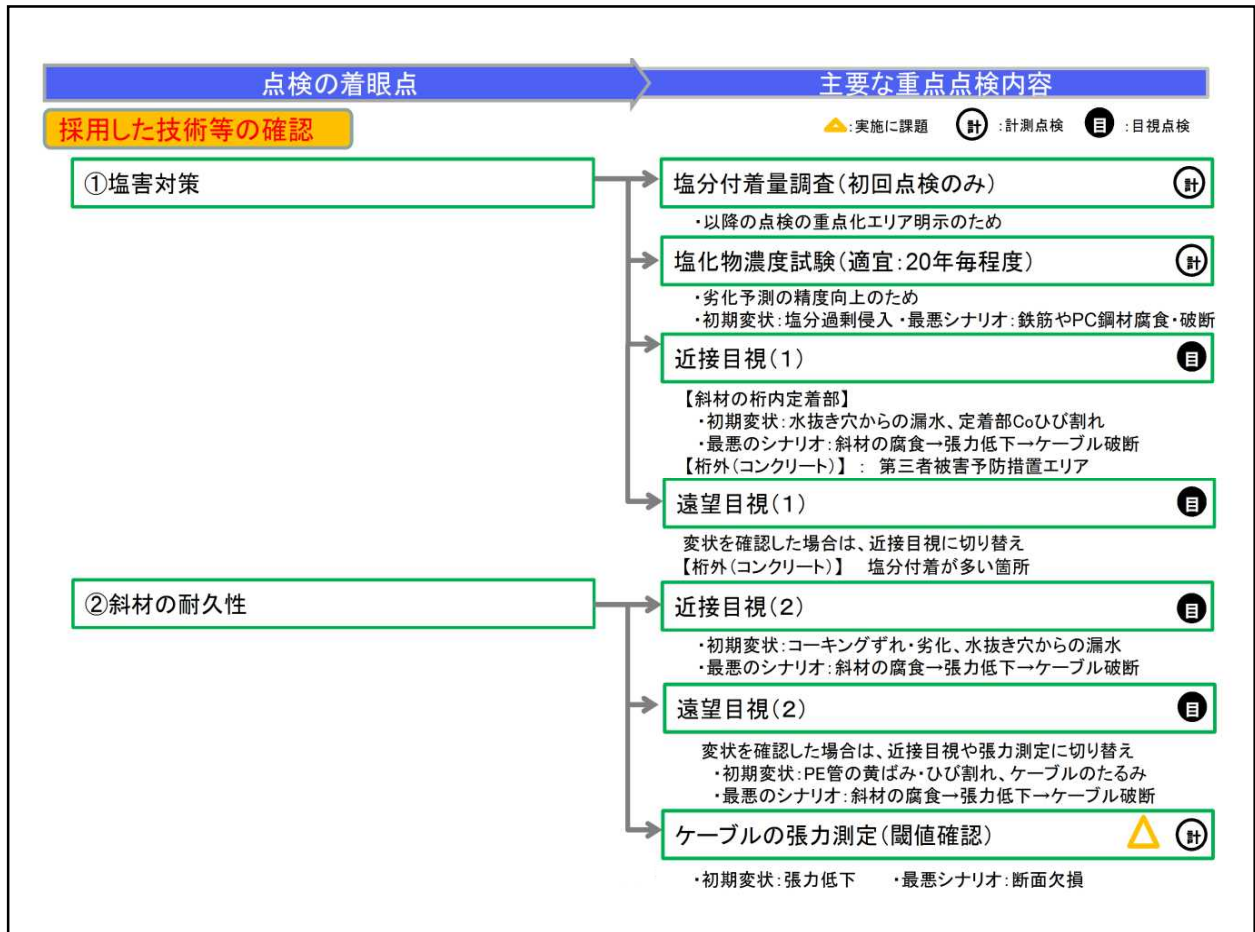 点検の着眼点
主要な重点点検内容
採用した技術等の確認
:実施に課題 計:計測点検 目:目視点検
①塩害対策
塩分付着量調査(初回点検のみ) 計
・以降の点検の重点化エリア明示のため
塩化物濃度試験(適宜:20年毎程度) 計
・劣化予測の精度向上のため
・初期変状:塩分過剰侵入 ・最悪シナリオ:鉄筋やPC鋼材腐食・破断
近接目視(1) 目
【斜材の桁内定着部】
・初期変状:水抜き穴からの漏水、定着部Coひび割れ
・最悪のシナリオ:斜材の腐食→張力低下→ケーブル破断
【桁外(コンクリート)】 : 第三者被害予防措置エリア
遠望目視(1) 目
変状を確認した場合は、近接目視に切り替え
【桁外(コンクリート)】 塩分付着が多い箇所
②斜材の耐久性
近接目視(2) 目
・初期変状:コーキングずれ・劣化、水抜き穴からの漏水
・最悪のシナリオ:斜材の腐食→張力低下→ケーブル破断
遠望目視(2) 目
変状を確認した場合は、近接目視や張力測定に切り替え
・初期変状:PE管の黄ばみ・ひび割れ、ケーブルのたるみ
・最悪のシナリオ:斜材の腐食→張力低下→ケーブル破断
ケーブルの張力測定(閾値確認) 計
・初期変状:張力低下 ・最悪シナリオ:断面欠損